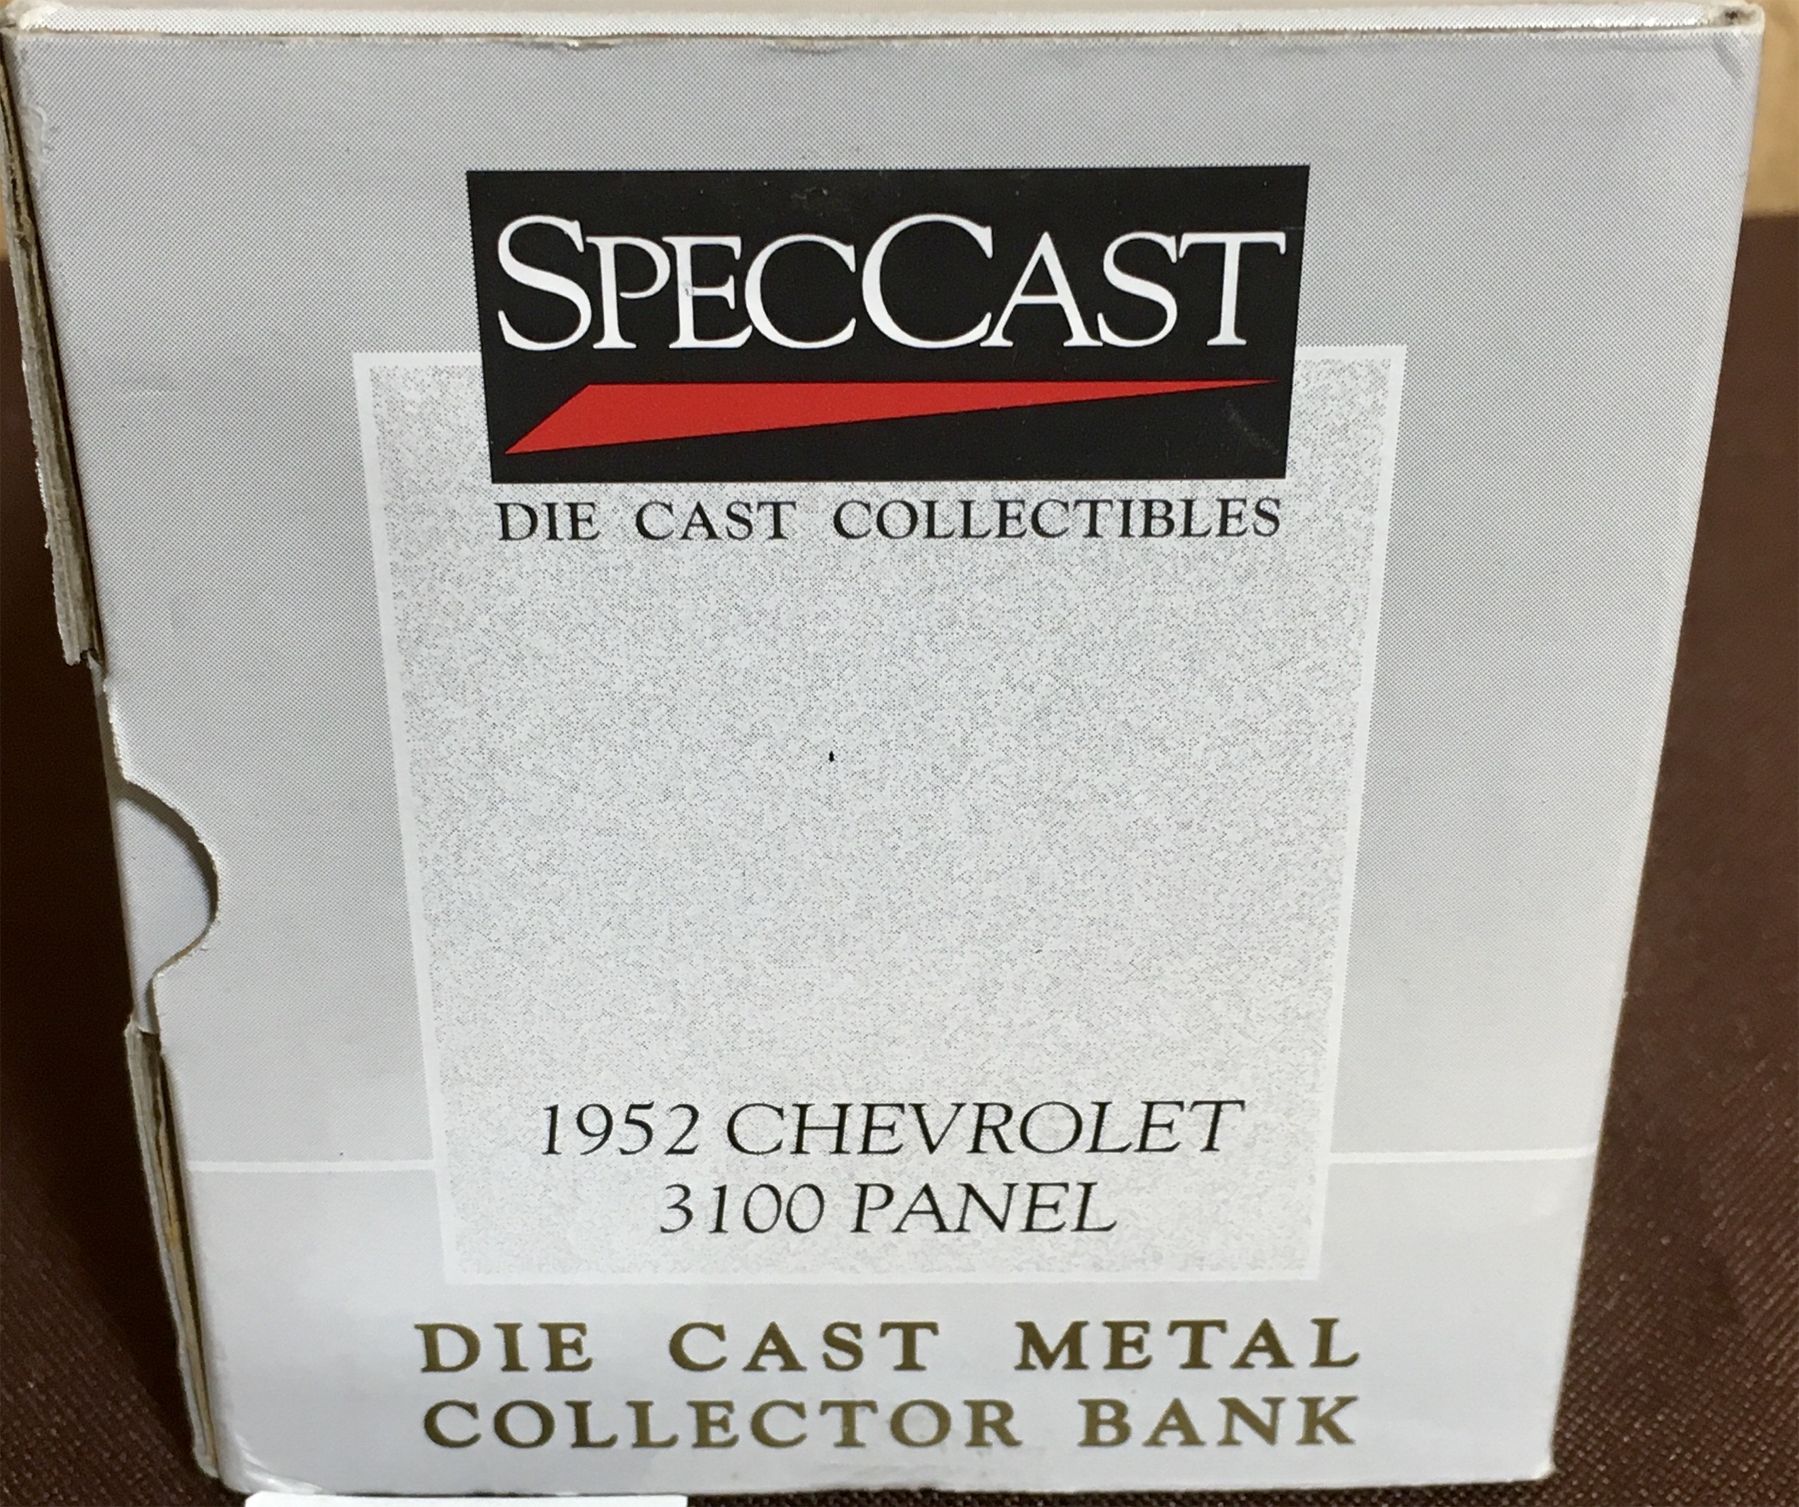 SPECCAST
DIE CAST COLLECTIBLES
1952 CHEVROLET
3100 PANEL
DIE CAST METAL
COLLECTOR BANK